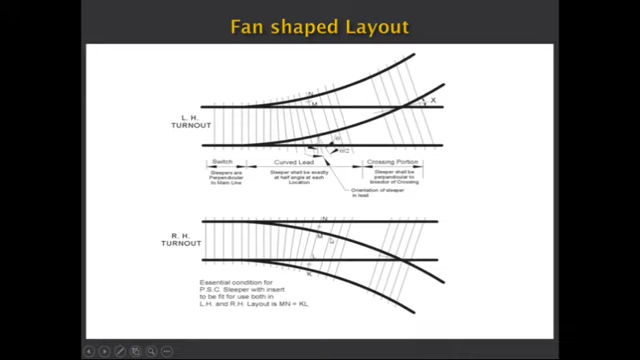 Fan shaped Layout
N
M
X
L. H.
TURNOUT
Switch
Curved Lead
Crossing Portion
Sleepers are
Perpendicular
to Main Line
Sleeper shall be exactly
at half angle at each
Location
Sleeper shall be
perpendicular to
bisector of Crossing
Orientation of sleeper
in lead
N
R. H.
TURNOUT
M
L
K
Essential condition for
P.S.C. Sleeper with insert
to be fit for use both in
L.H. and R.H. Layout is MN = KL